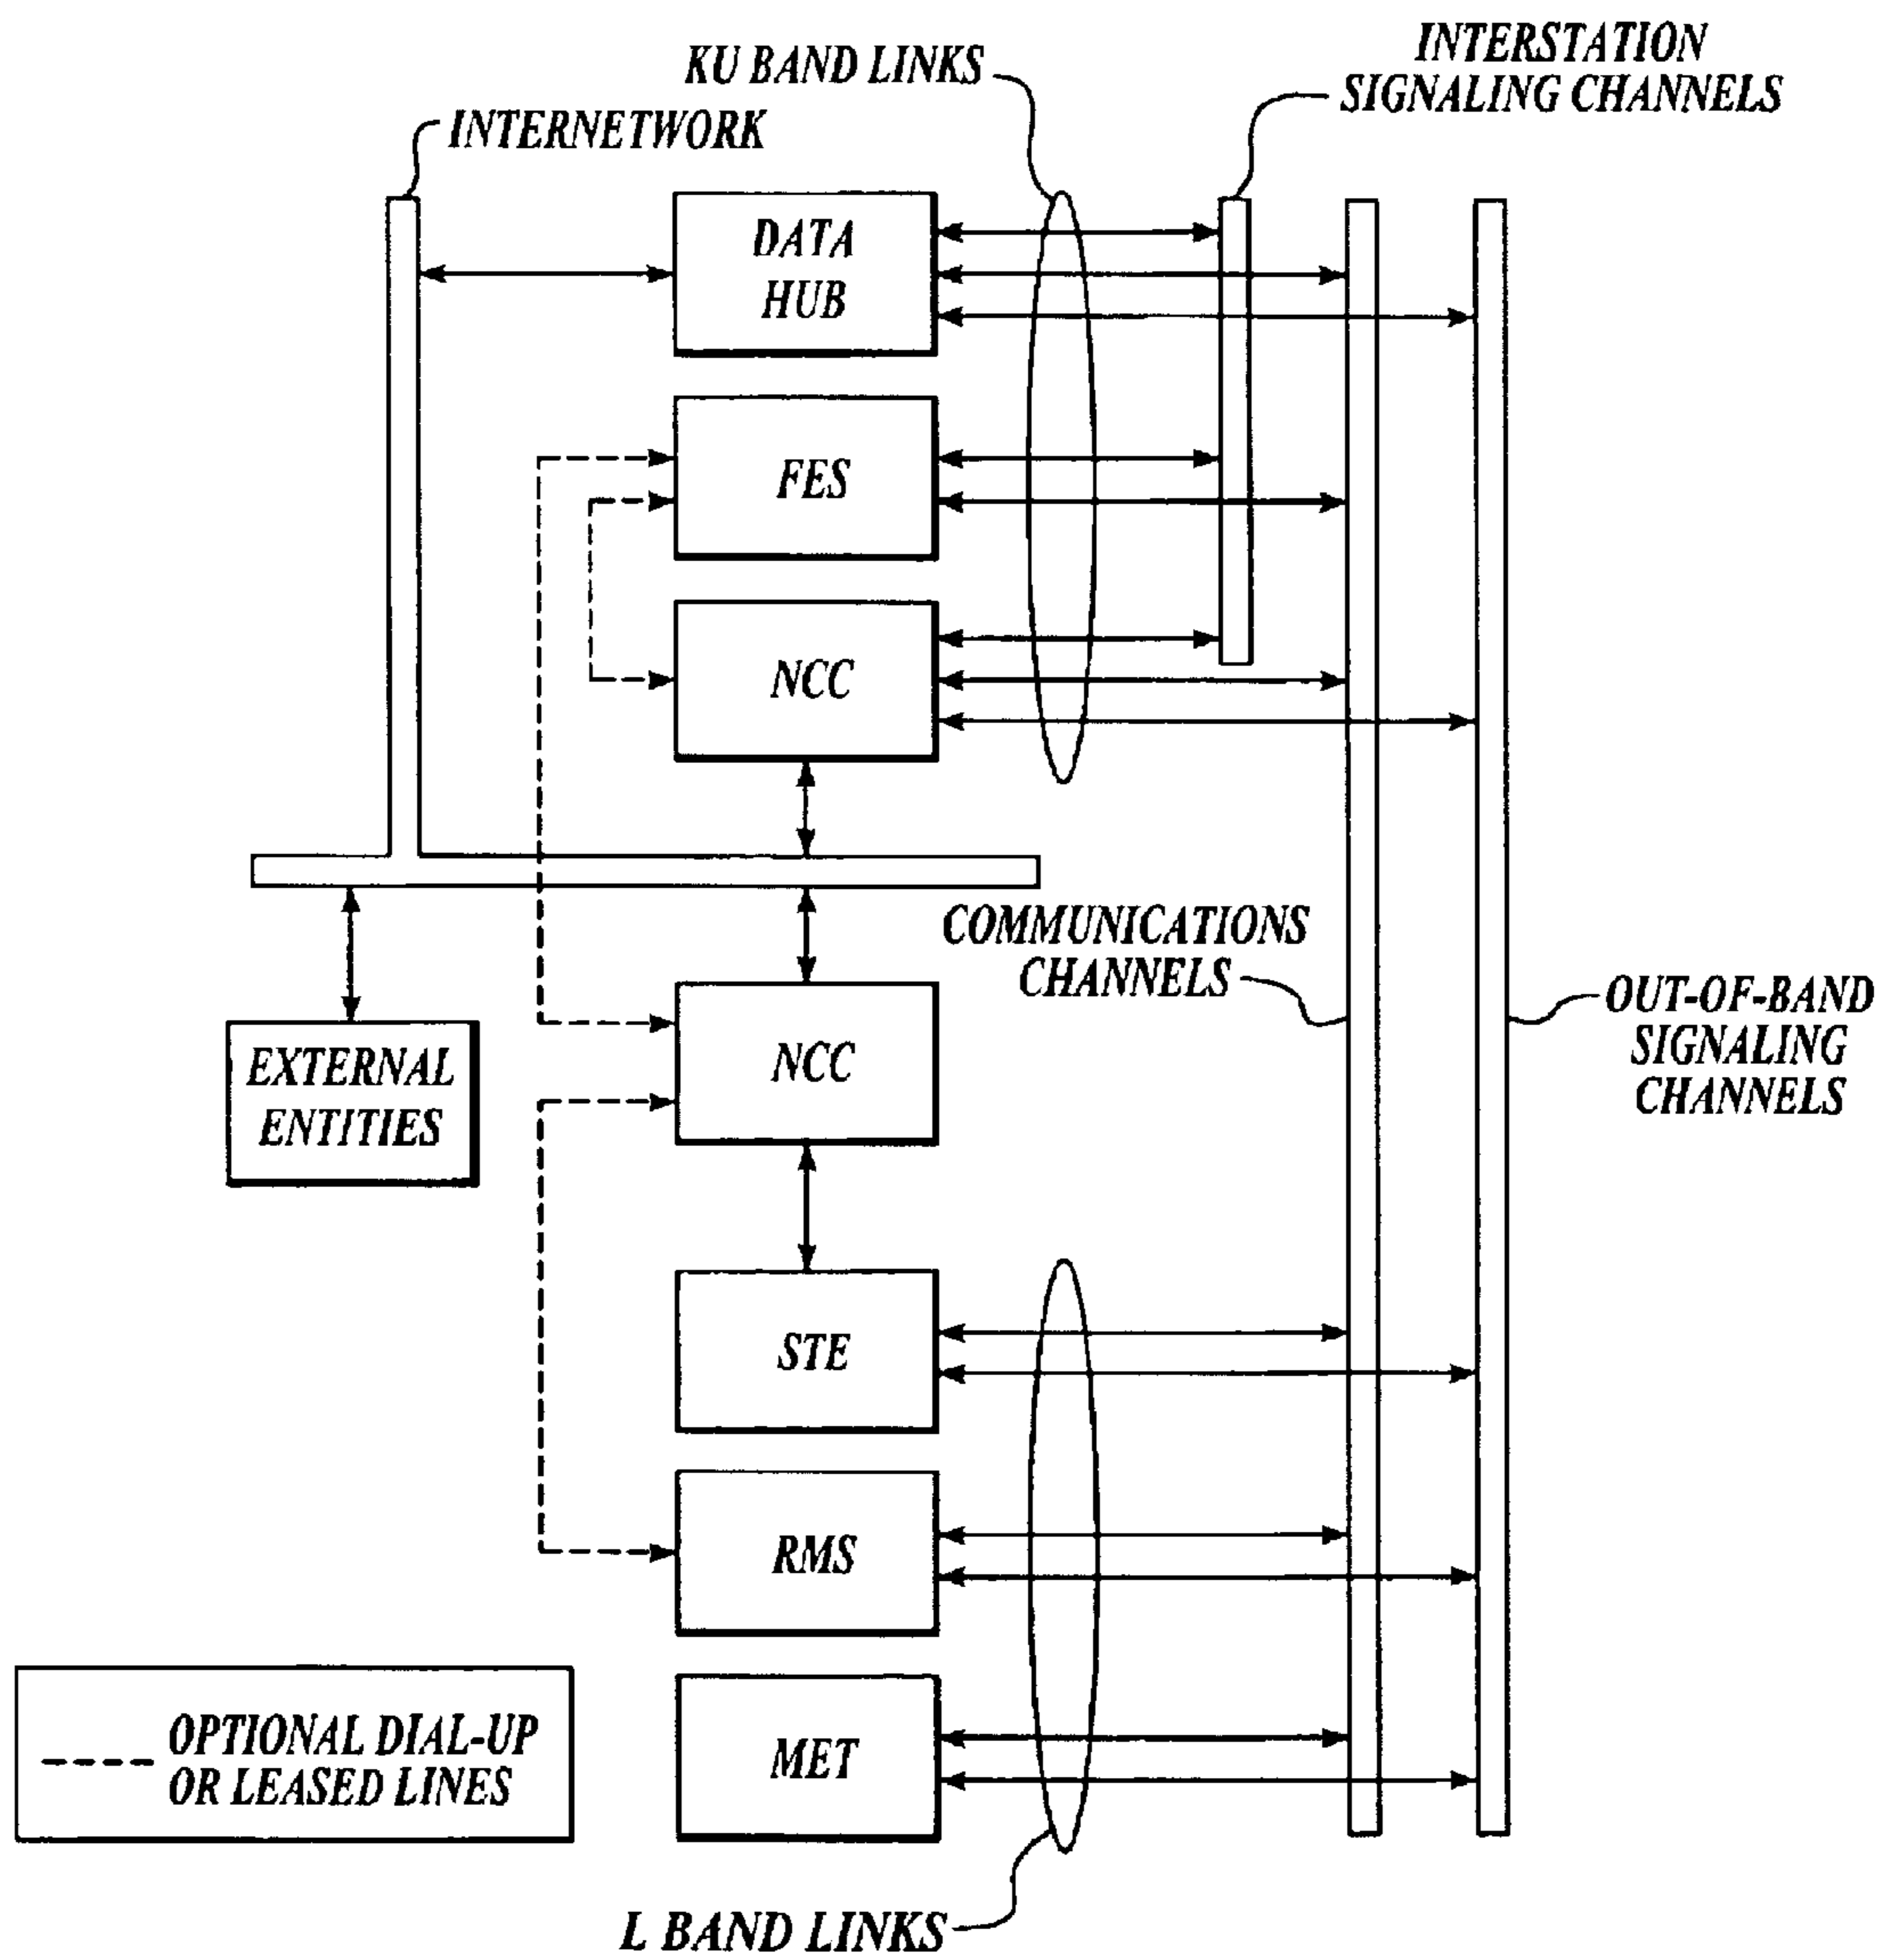 INTERSTATION
SIGNALING CHANNELS
KU BAND LINKS
INTERNETWORK
DATA
HUB
FES
NCC
COMMUNICATIONS
CHANNELS
OUT-OF-BAND
SIGNALING
CHANNELS
NCC
EXTERNAL
ENTITIES
STE
RMS
MET
OPTIONAL DIAL-UP
OR LEASED LINES
L BAND LINKS